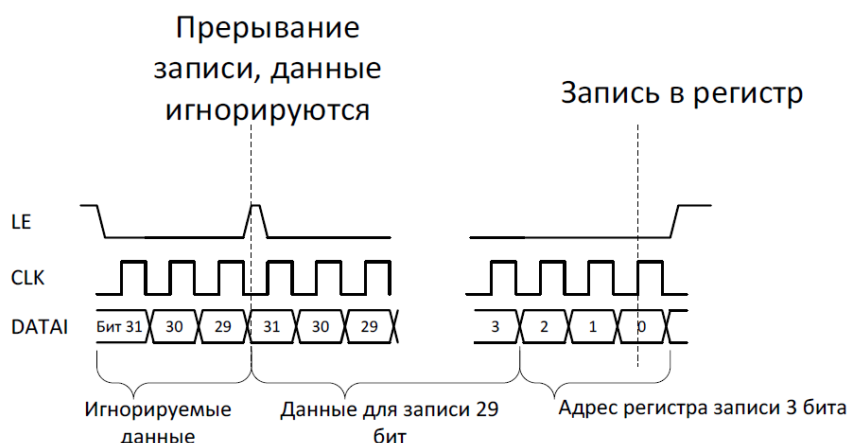 Прерывание
записи, данные
игнорируются
Запись в регистр
LE
CLK
DATAI
Бит 31 30 29 31 30 29 3 2 1 0
Игнорируемые
данные
Данные для записи 29
бит
Адрес регистра записи 3 бита